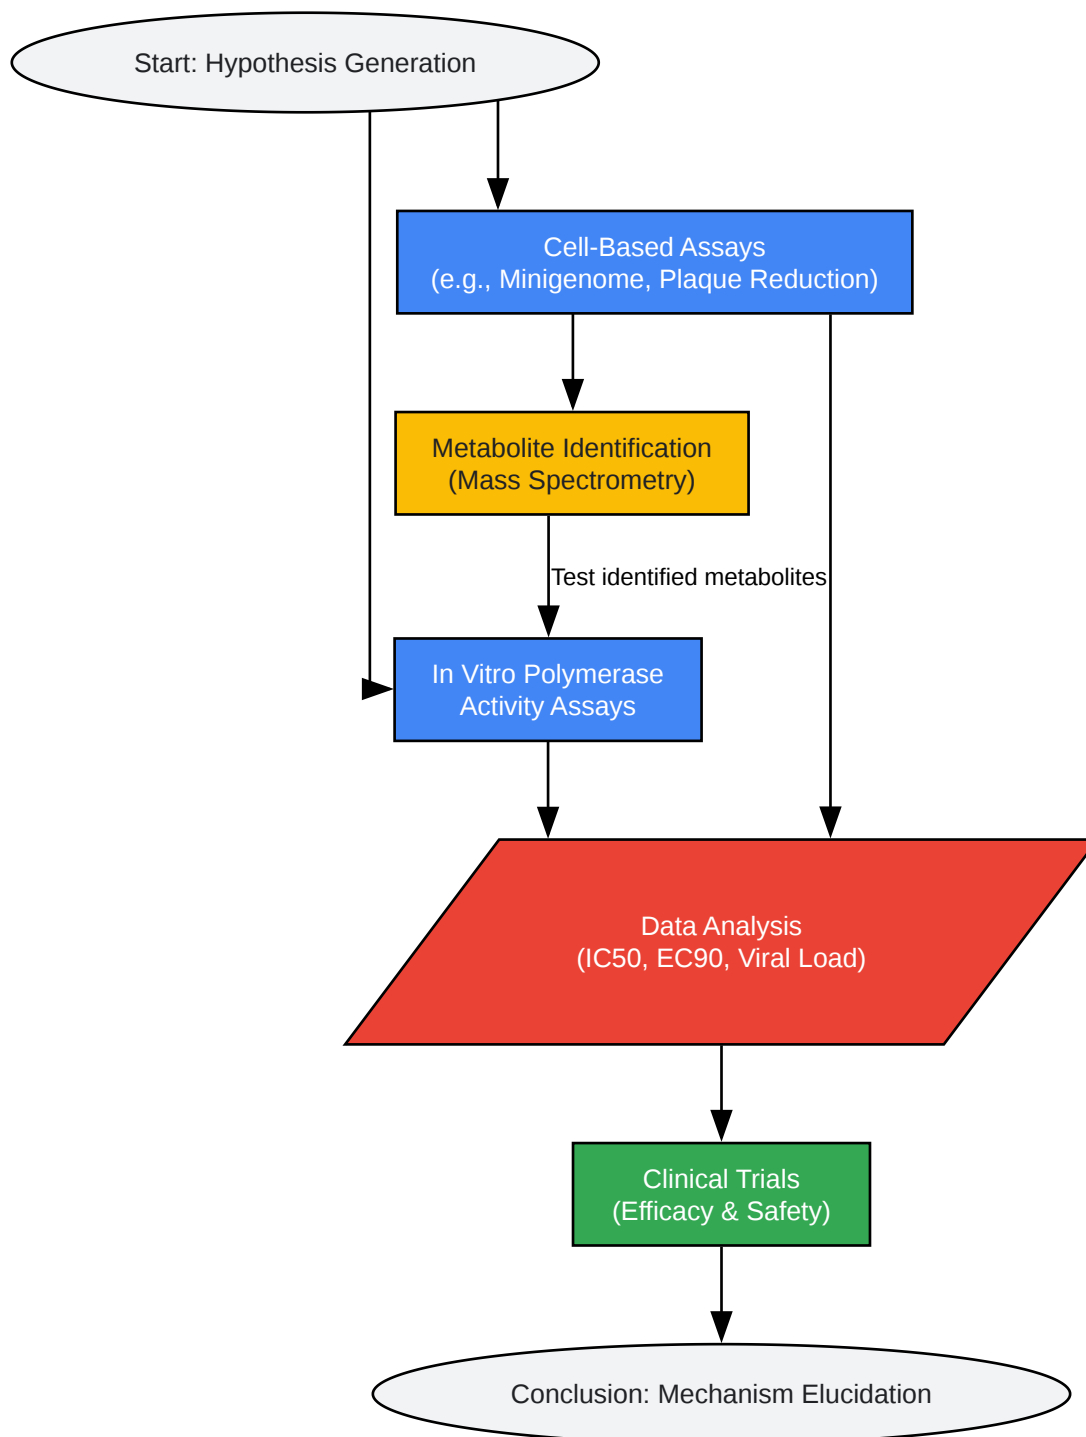 Start: Hypothesis Generation
Cell-Based Assays
(e.g., Minigenome, Plaque Reduction)
Metabolite Identification
(Mass Spectrometry)
Test identified metabolites
In Vitro Polymerase
Activity Assays
Data Analysis
(IC50, EC90, Viral Load)
Clinical Trials
(Efficacy & Safety)
Conclusion: Mechanism Elucidation